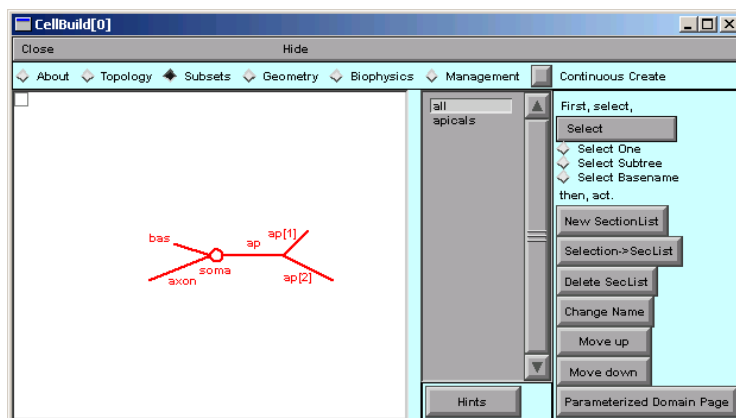 CellBuild[0]
Close Hide
About Topology Subsets Geometry Biophysics Management Continuous Create
all
apicals
First, select,
Select
Select One
Select Subtree
Select Basename
then, act.
New SectionList
Selection->SecList
Delete SecList
Change Name
Move up
Move down
Parameterized Domain Page
Hints
bas
ap
ap[1]
soma
axon
ap[2]